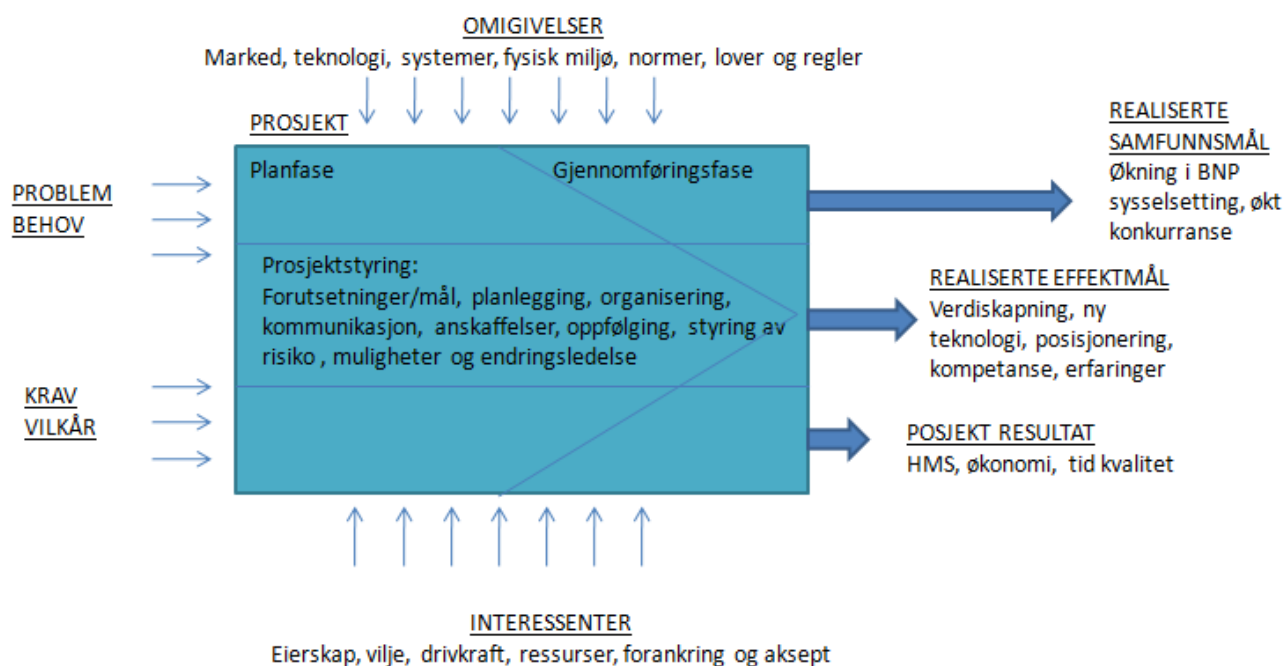 OMIGIVELSER
Marked, teknologi, systemer, fysisk miljø, normer, lover og regler
PROSJEKT
Planfase
Gjennomføringsfase
PROBLEM
BEHOV
Prosjektstyring:
Forutsetninger/mål, planlegging, organisering,
kommunikasjon, anskaffelser, oppfølging, styring av
risiko , muligheter og endringsledelse
KRAV
VILKÅR
REALISERTE
SAMFUNNSMÅL
Økning i BNP
sysselsetting, økt
konkurranse
REALISERTE EFFEKTMÅL
Verdiskapning, ny
teknologi, posisjonering,
kompetanse, erfaringer
POSJEKT RESULTAT
HMS, økonomi, tid kvalitet
INTERESSENTER
Eierskap, vilje, drivkraft, ressurser, forankring og aksept